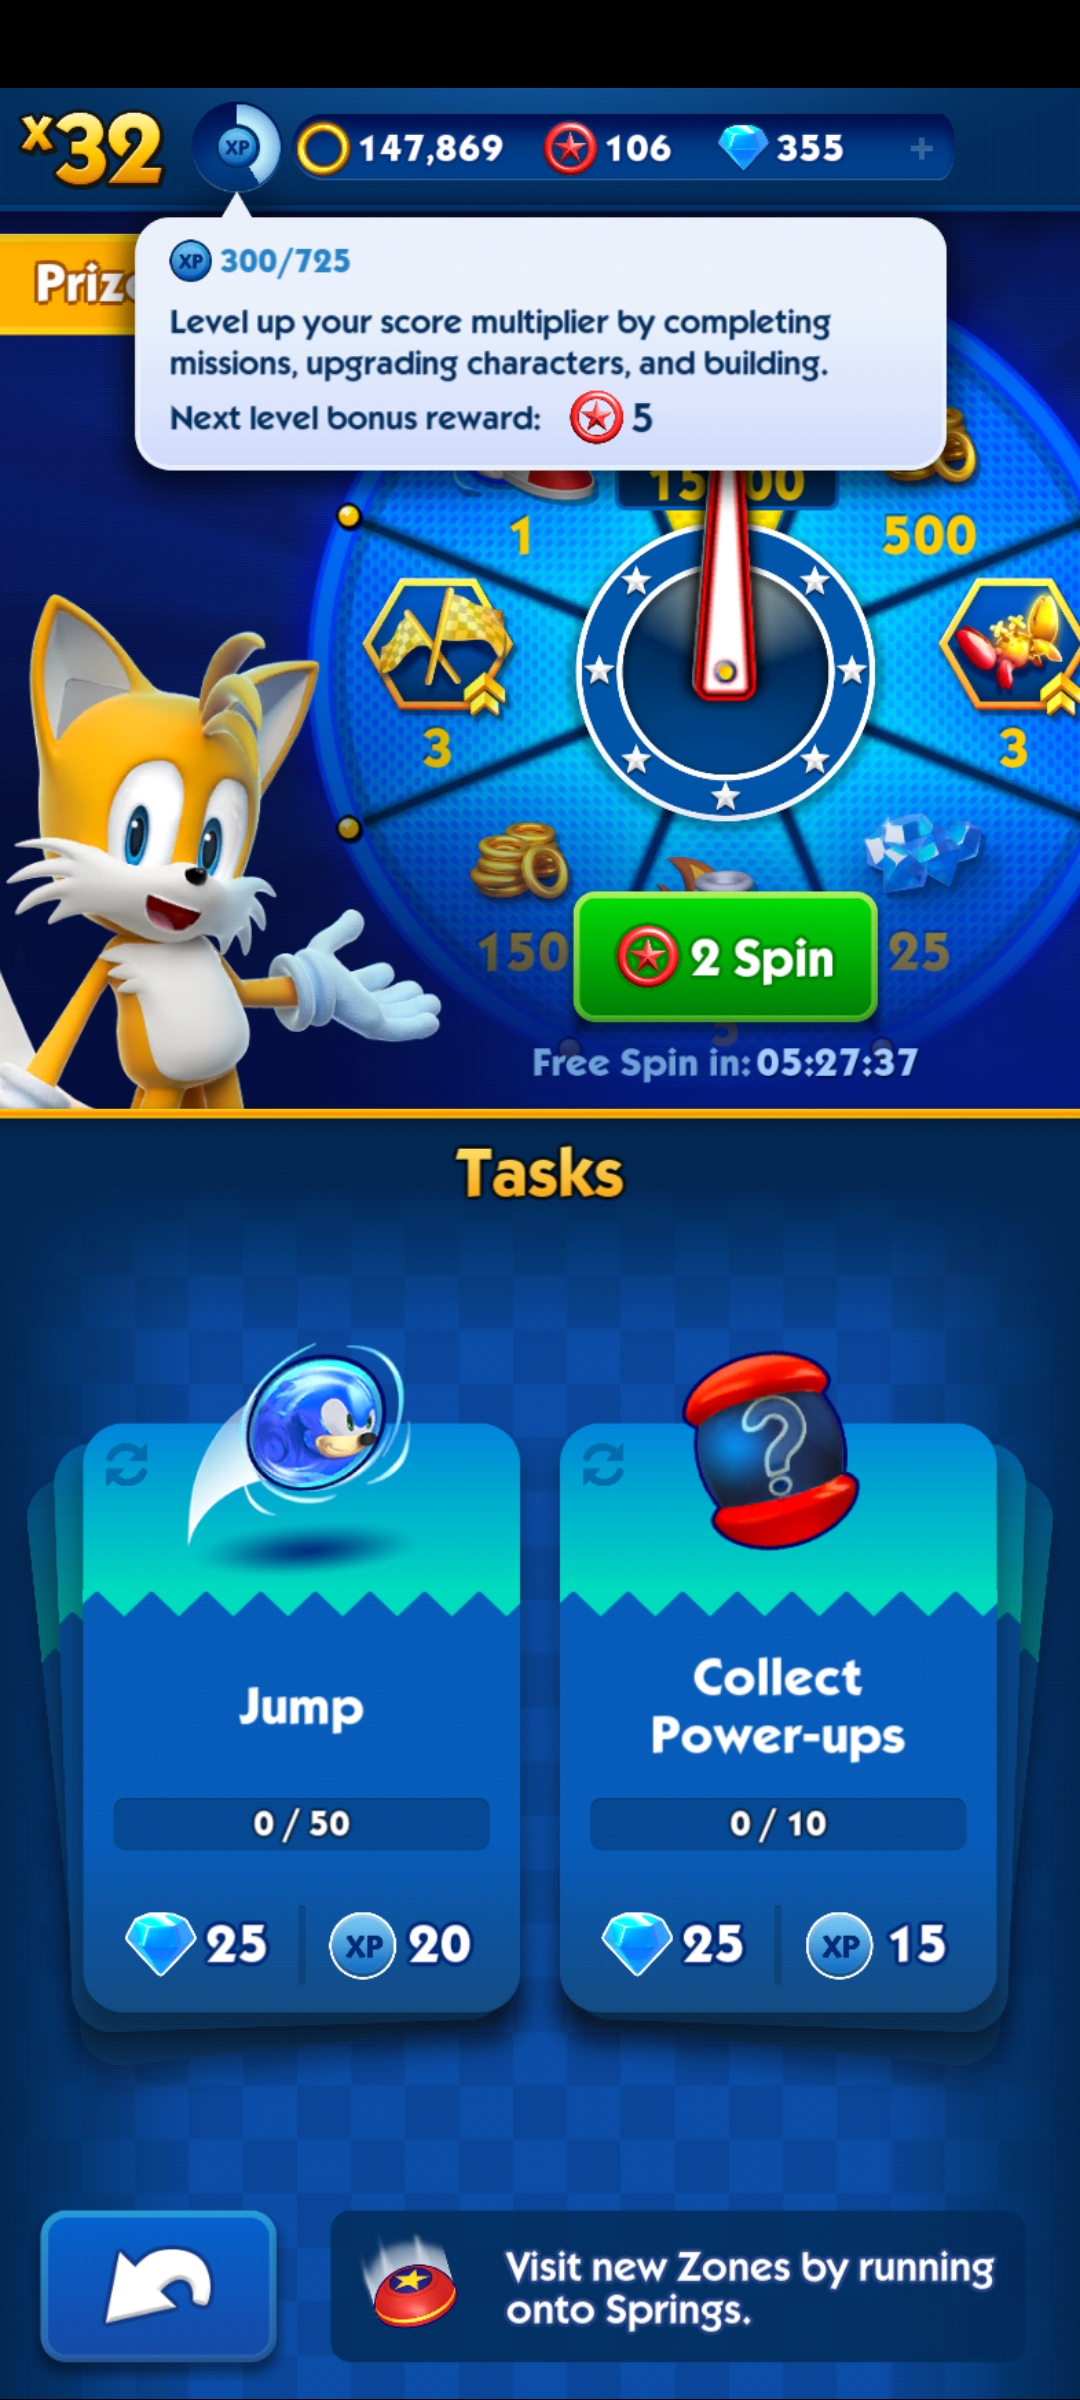 x32
XP
147,869
106
355
+
XP 300/725
Level up your score multiplier by completing
missions, upgrading characters, and building.
Next level bonus reward: 5
1
500
3
3
150
2 Spin
25
Free Spin in: 05:27:37
Tasks
Jump
0 / 50
25
XP 20
Collect
Power-ups
0 / 10
25
XP 15
Visit new Zones by running
onto Springs.